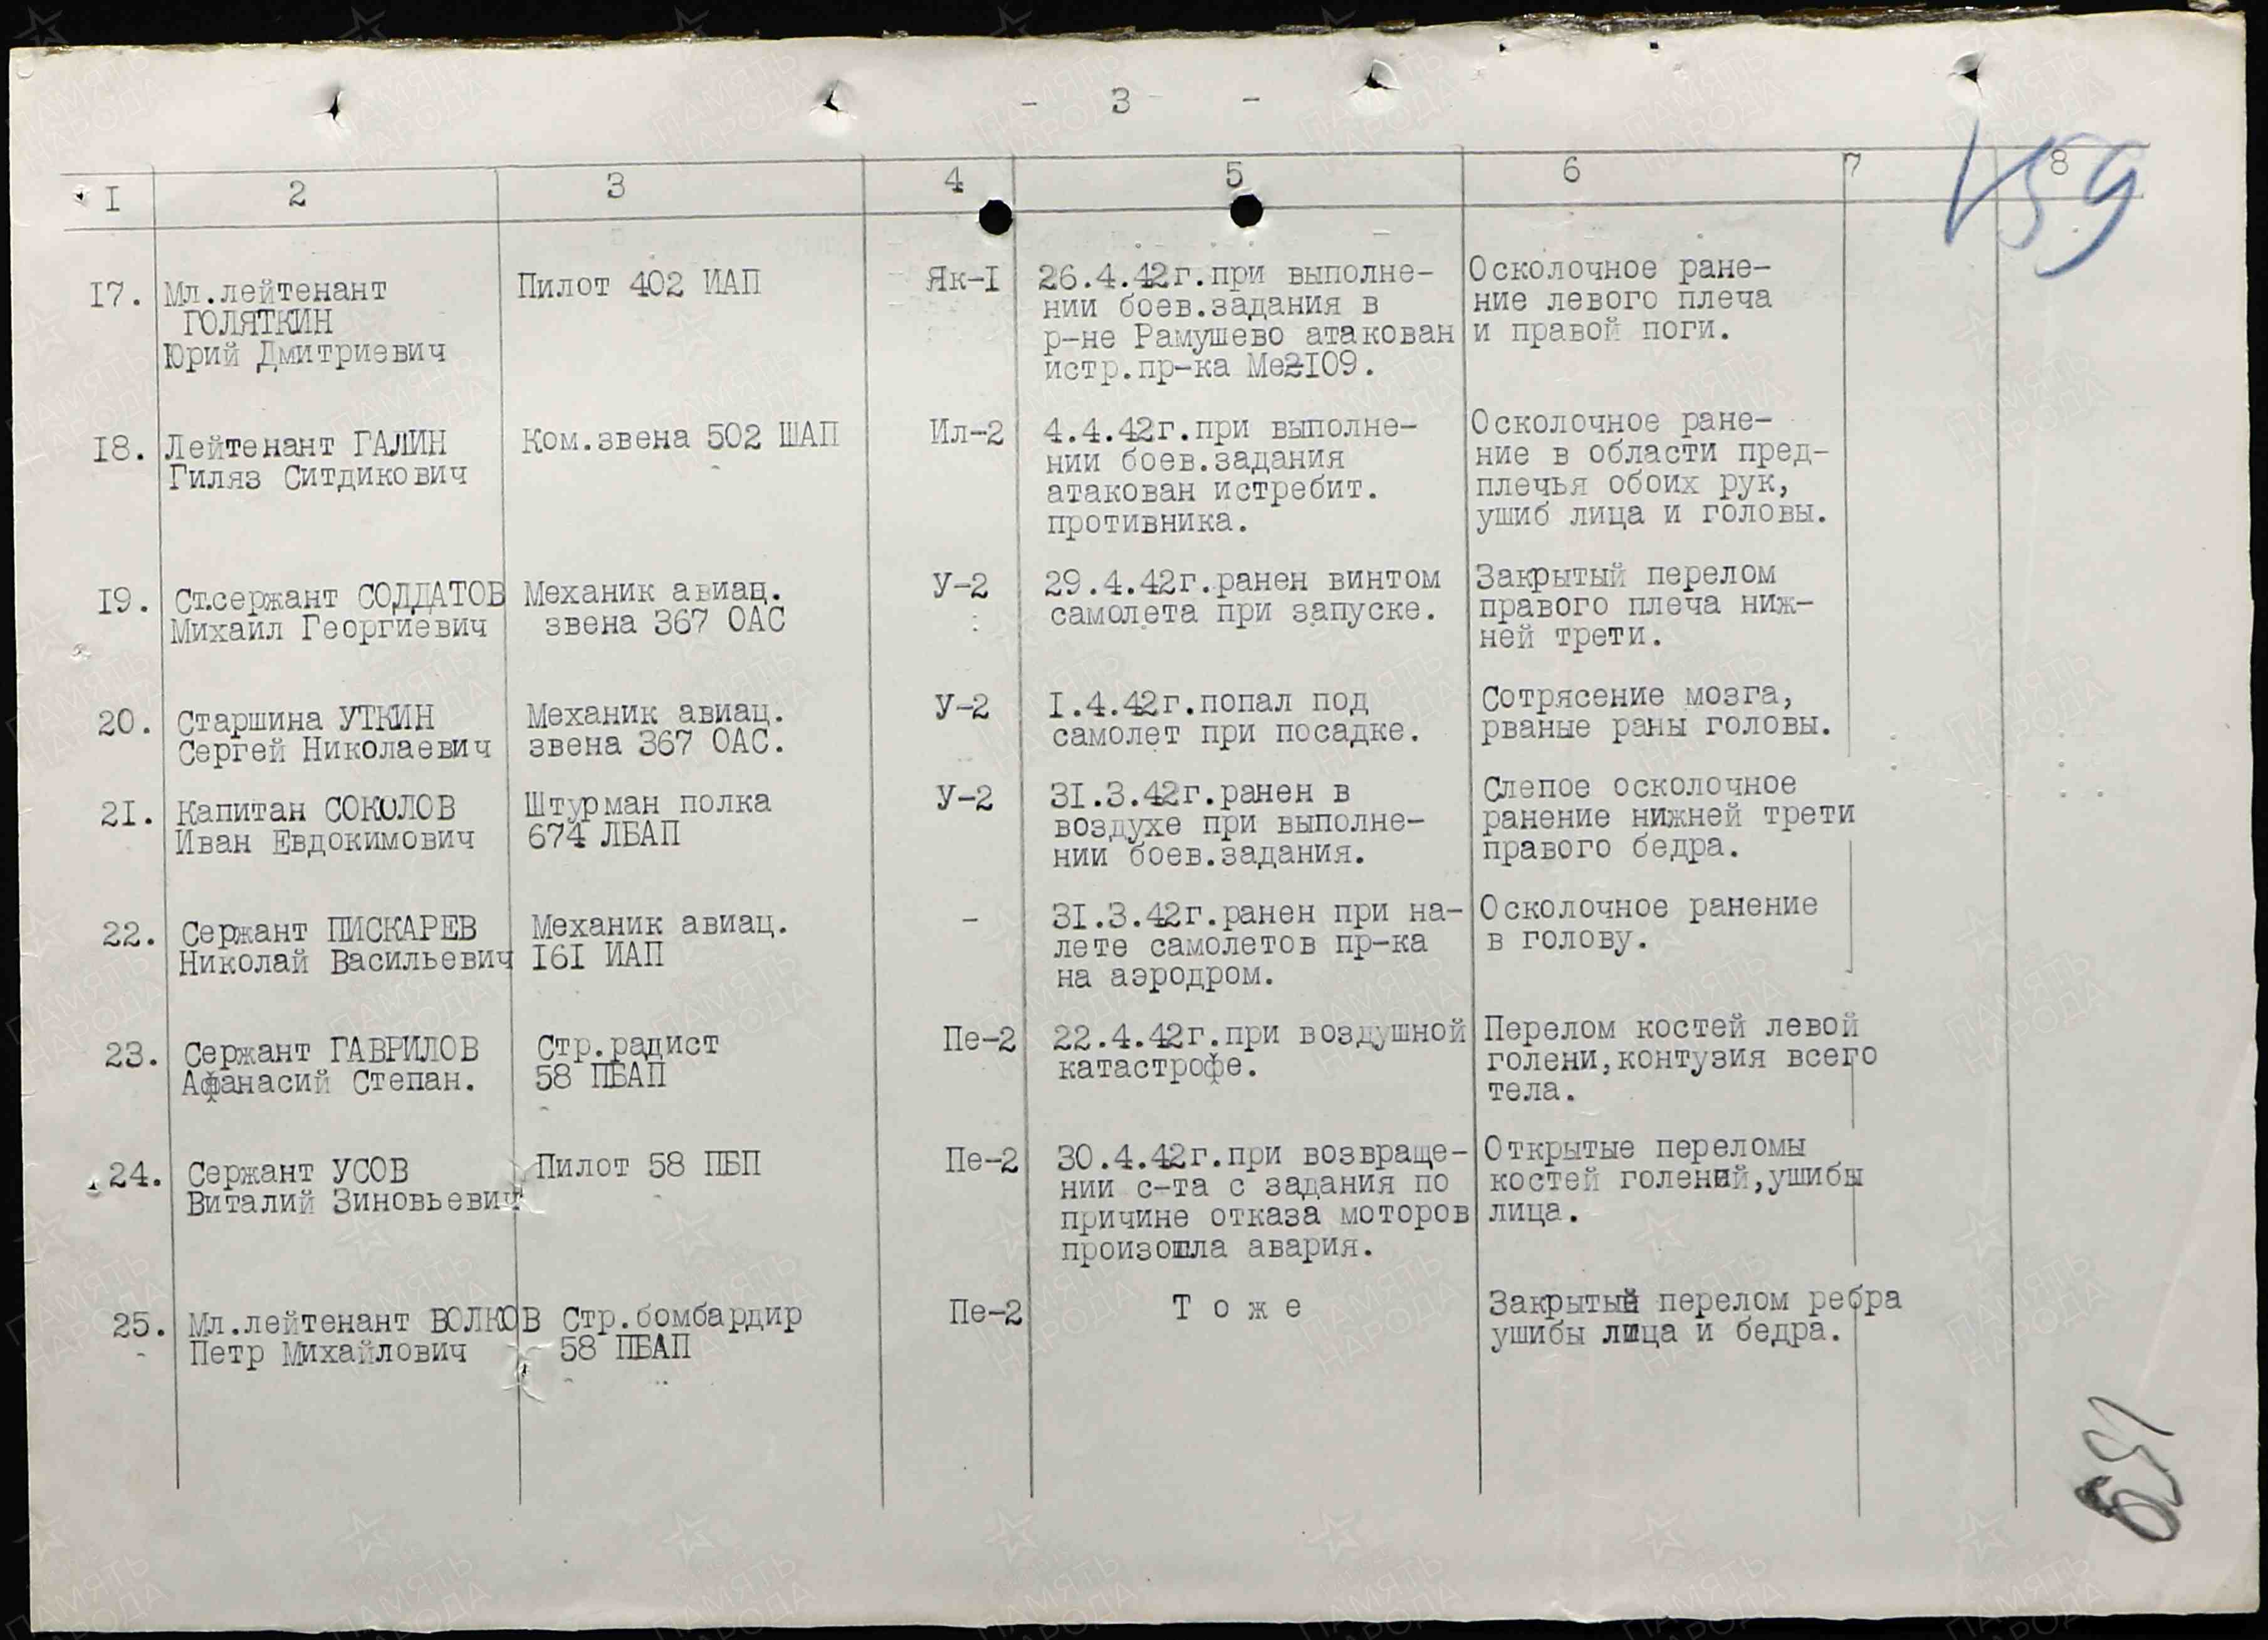 - 3 -
159
I 2 3 4 5 6 7 8
17. Мл.лейтенант
ГОЛЯТКИН
Юрий Дмитриевич
Пилот 402 ИАП
Як-I
26.4.42г.при выполне-
нии боев.задания в
р-не Рамушево атакован
истр.пр-ка Ме-I09.
Осколочное ране-
ние левого плеча
и правой поги.
I8. Лейтенант ГАЛИН
Гиляз Ситдикович
Ком.звена 502 ШАП
Ил-2
4.4.42г.при выполне-
нии боев.задания
атакован истребит.
противника.
Осколочное ране-
ние в области пред-
плечья обоих рук,
ушиб лица и головы.
I9. Ст.сержант СОЛДАТОВ
Михаил Георгиевич
Механик авиац.
звена 367 ОАС
У-2
29.4.42г.ранен винтом
самолета при запуске.
Закрытый перелом
правого плеча ниж-
ней трети.
20. Старшина УТКИН
Сергей Николаевич
Механик авиац.
звена 367 ОАС.
У-2
I.4.42г.попал под
самолет при посадке.
Сотрясение мозга,
рваные раны головы.
2I. Капитан СОКОЛОВ
Иван Евдокимович
Штурман полка
674 ЛБАП
У-2
3I.3.42г.ранен в
воздухе при выполне-
нии боев.задания.
Слепое осколочное
ранение нижней трети
правого бедра.
22. Сержант ПИСКАРЕВ
Николай Васильевич
Механик авиац.
I6I ИАП
-
3I.3.42г.ранен при на-
лете самолетов пр-ка
на аэродром.
Осколочное ранение
в голову.
23. Сержант ГАВРИЛОВ
Афанасий Степан.
Стр.радист
58 ПБАП
Пе-2
22.4.42г.при воздушной
катастрофе.
Перелом костей левой
голени,контузия всего
тела.
24. Сержант УСОВ
Виталий Зиновьевич
Пилот 58 ПБП
Пе-2
30.4.42г.при возвраще-
нии с-та с задания по
причине отказа моторов
произошла авария.
Открытые переломы
костей голеней,ушибы
лица.
25. Мл.лейтенант ВОЛКОВ
Петр Михайлович
Стр.бомбардир
58 ПБАП
Пе-2
Т о ж е
Закрытый перелом ребра
ушибы лица и бедра.
159
ПАМЯТЬ
НАРОДА